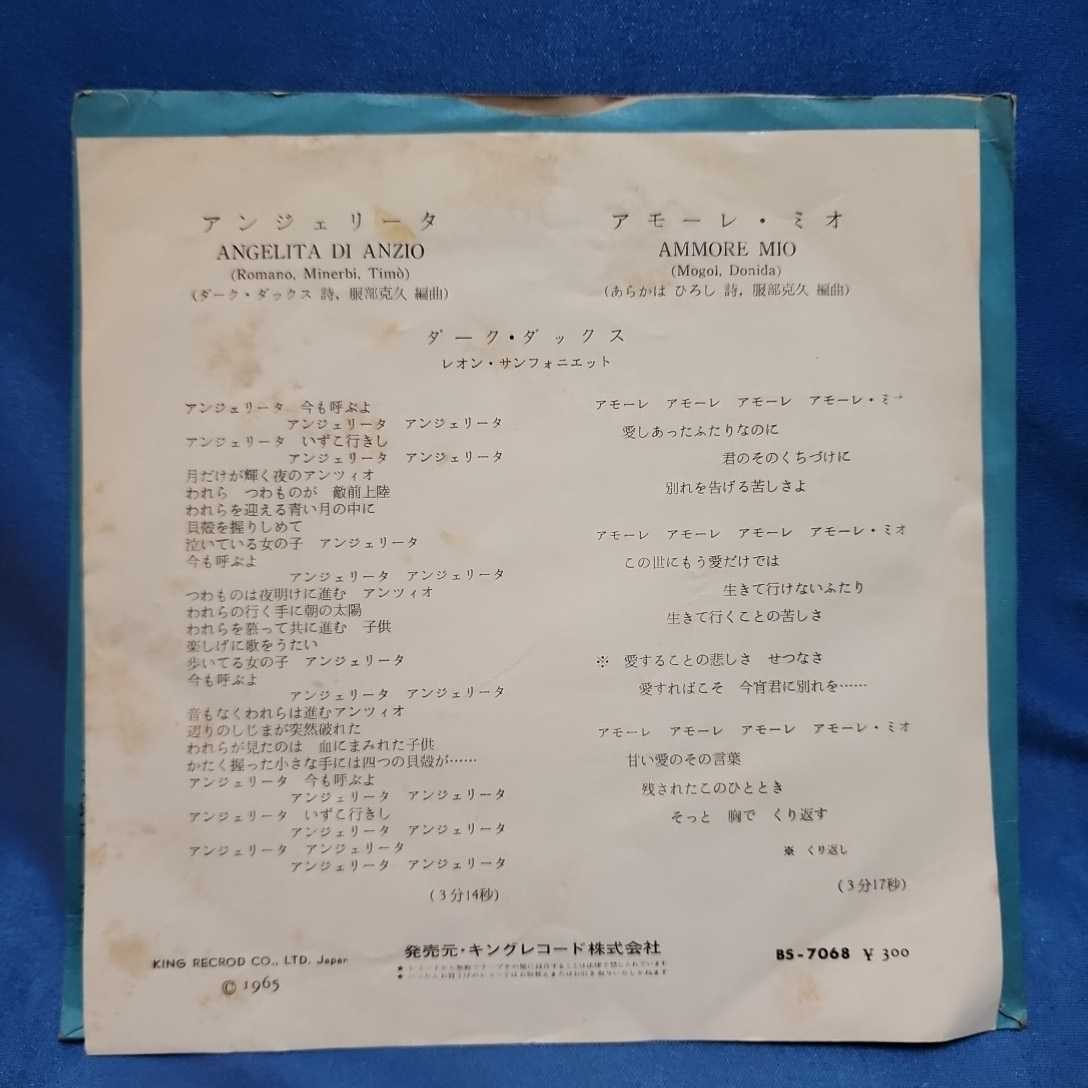 アンジェリータ
ANGELITA DI ANZIO
(Romano, Minerbi, Timò)
(ダーク・ダックス 詩, 服部克久 編曲)
アモーレ・ミオ
AMMORE MIO
(Mogol, Donida)
(あらかは ひろし 詩, 服部克久 編曲)
ダーク・ダックス
レオン・サンフォニエット
アンジェリータ 今も呼ぶよ
アンジェリータ アンジェリータ
アンジェリータ いずこ行きし
アンジェリータ アンジェリータ
月だけが輝く夜のアンツィオ
われら つわものが 敵前上陸
われらを迎える青い月の中に
貝殻を握りしめて
泣いている女の子 アンジェリータ
今も呼ぶよ
アンジェリータ アンジェリータ
つわものは夜明けに進む アンツィオ
われらの行く手に朝の太陽
われらを慕って共に進む 子供
楽しげに歌をうたい
歩いてる女の子 アンジェリータ
今も呼ぶよ
アンジェリータ アンジェリータ
音もなくわれらは進むアンツィオ
辺りのしじまが突然破れた
われらが見たのは 血にまみれた子供
かたく握った小さな手には四つの貝殻が……
アンジェリータ 今も呼ぶよ
アンジェリータ アンジェリータ
アンジェリータ いずこ行きし
アンジェリータ アンジェリータ
アンジェリータ アンジェリータ
アンジェリータ アンジェリータ
(3分14秒)
アモーレ アモーレ アモーレ アモーレ・ミオ
愛しあったふたりなのに
君のそのくちづけに
別れを告げる苦しさよ
アモーレ アモーレ アモーレ アモーレ・ミオ
この世にもう愛だけでは
生きて行けないふたり
生きて行くことの苦しさ
※ 愛することの悲しさ せつなさ
愛すればこそ 今宵君に別れを……
アモーレ アモーレ アモーレ アモーレ・ミオ
甘い愛のその言葉
残されたこのひととき
そっと 胸で くり返す
※ くり返し
(3分17秒)
KING RECROD CO., LTD. Japan
© 1965
発売元・キングレコード株式会社
BS-7068 ¥ 300